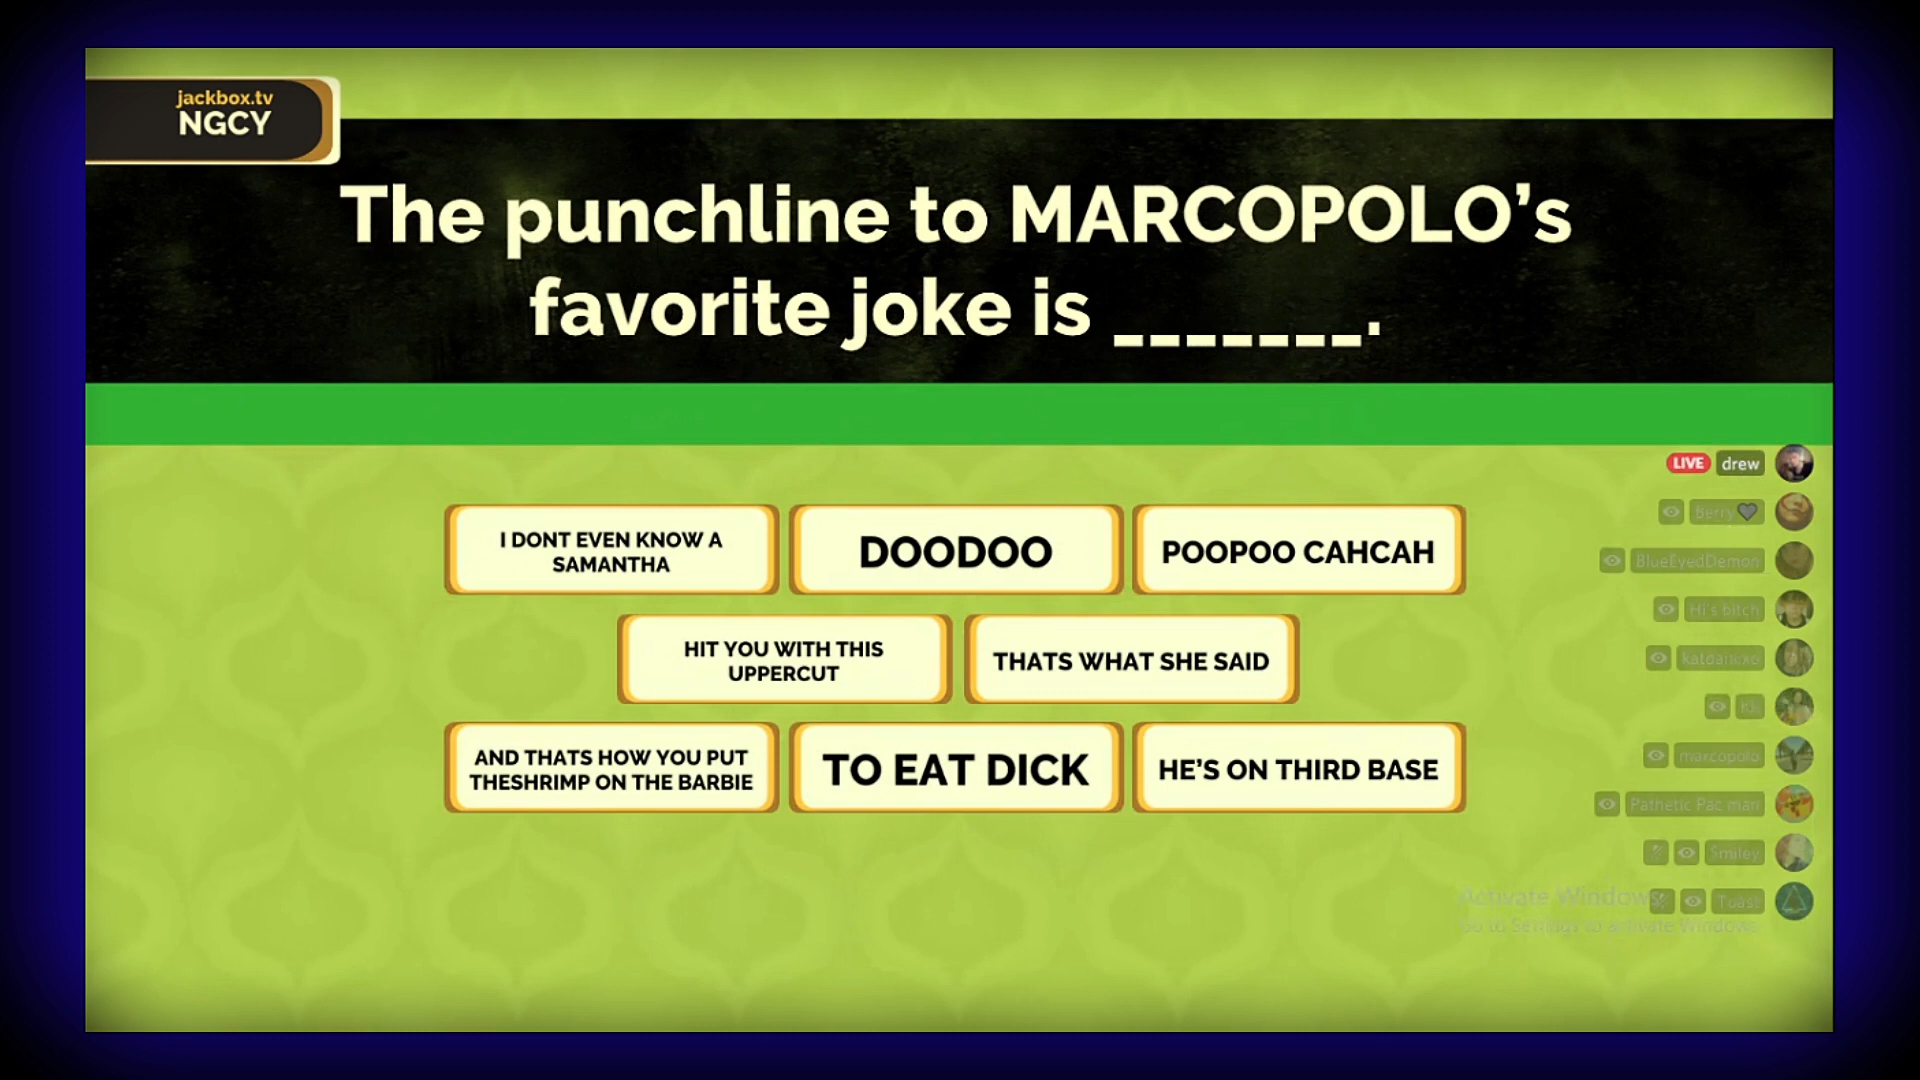 jackbox.tv
NGCY
The punchline to MARCOPOLO’s
favorite joke is _______.
LIVE drew
Berry
BlueEyedDemon
Hi's bitch
marcopolo
Pathetic Pac man
Smiley
Toast
I DONT EVEN KNOW A
SAMANTHA
DOODOO
POOPOO CAHCAH
HIT YOU WITH THIS
UPPERCUT
THATS WHAT SHE SAID
AND THATS HOW YOU PUT
THESHRIMP ON THE BARBIE
TO EAT DICK
HE’S ON THIRD BASE
Activate Windows
Go to Settings to activate Windows.